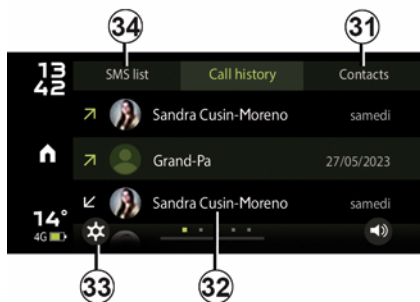 34
31
13
42
SMS list
Call history
Contacts
Sandra Cusin-Moreno
samedi
Grand-Pa
27/05/2023
Sandra Cusin-Moreno
samedi
14°
4G
33
32